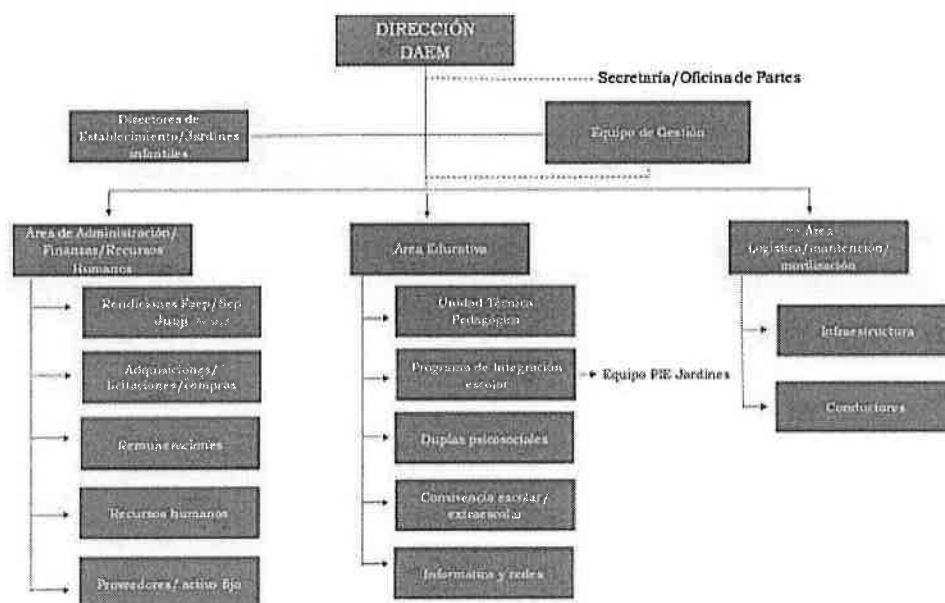 DIRECCIÓN
DAEM
Secretaría/Oficina de Partes
Directores de
Establecimiento/Jardines
infantiles
Equipo de Gestión
Área de Administración/
Finanzas/Recursos
Humanos
Área Educativa
Área
Logística/mantención/
movilización
Rendiciones
Unidad Técnica
Pedagógica
Infraestructura
Adquisiciones/
licitaciones/compras
Programa de Integración
escolar
Equipo PIE Jardines
Conductores
Remuneraciones
Duplas psicosociales
Recursos humanos
Convivencia escolar/
extraescolar
Proveedores/ activo fijo
Informatica y redes